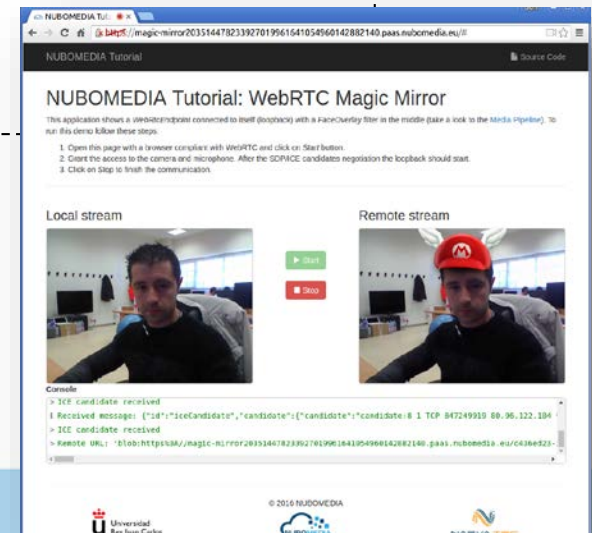 NUBOMEDIA Tut
https://magic-mirror20351447823392701996164105496014288​2140.paas.nubomedia.eu/#
NUBOMEDIA Tutorial
Source Code
NUBOMEDIA Tutorial: WebRTC Magic Mirror
This application shows a WebRtcEndpoint connected to itself (loopback) with a FaceOverlay filter in the middle (take a look to the Media Pipeline). To
run this demo follow these steps:
1. Open this page with a browser compliant with WebRTC and click on Start button.
2. Grant the access to the camera and microphone. After the SDP/ICE candidates negotiation the loopback should start.
3. Click on Stop to finish the communication.
Local stream
Remote stream
Start
Stop
Console
> ICE candidate received
Received message: {"id":"iceCandidate","candidate":{"candidate":"candidate:8 1 TCP 847249919 80.96.122.184
> ICE candidate received
> Remote URL: 'blob:https%3A//magic-mirror20351447823392701996164105496014288​2140.paas.nubomedia.eu/c436ed23-
© 2016 NUBOMEDIA
Universidad
Rey Juan Carlos
NUBOMEDIA